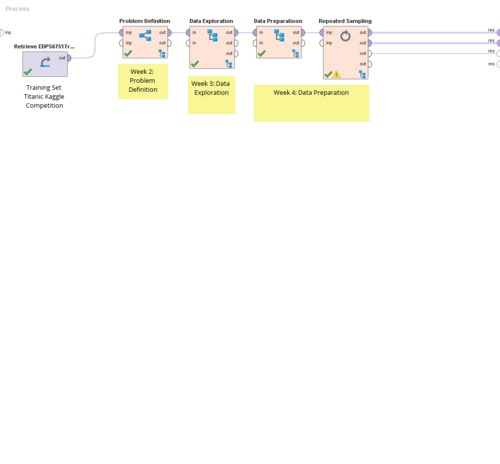 Process
Problem Definition
Data Exploration
Data Preparatiosn
Repeated Sampling
inp
inp
out
inp
out
in
out
in
out
out
in
out
in
out
inp
out
inp
out
out
out
res
res
res
res
Retrieve EDPS6751Tr...
out
Training Set
Titanic Kaggle
Competition
Week 2:
Problem
Definition
Week 3: Data
Exploration
Week 4: Data Preparation